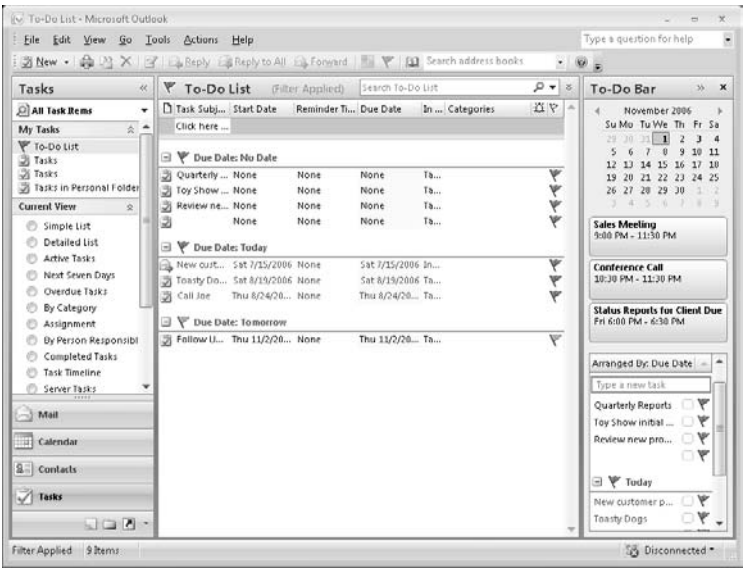 To-Do List - Microsoft Outlook
File Edit View Go Tools Actions Help
Type a question for help
New Reply Reply to All Forward Search address books
Tasks «
All Task Items
My Tasks
To-Do List
Tasks
Tasks
Tasks in Personal Folder
Current View
Simple List
Detailed List
Active Tasks
Next Seven Days
Overdue Tasks
By Category
Assignment
By Person Responsibl
Completed Tasks
Task Timeline
Server Tasks
Mail
Calendar
Contacts
Tasks
To-Do List (Filter Applied) Search To-Do List
Task Subj... Start Date Reminder Ti... Due Date In ... Categories
Click here ...
Due Date: No Date
Quarterly ... None None None Ta...
Toy Show ... None None None Ta...
Review ne... None None None Ta...
None None None Ta...
Due Date: Today
New cust... Sat 7/15/2006 None Sat 7/15/2006 In...
Toasty Do... Sat 8/19/2006 None Sat 8/19/2006 Ta...
Call Joe Thu 8/24/20... None Thu 8/24/20... Ta...
Due Date: Tomorrow
Follow U... Thu 11/2/20... None Thu 11/2/20... Ta...
To-Do Bar »
November 2006
Su Mo Tu We Th Fr Sa
29 30 31 1 2 3 4
5 6 7 8 9 10 11
12 13 14 15 16 17 18
19 20 21 22 23 24 25
26 27 28 29 30 1 2
3 4 5 6 7 8 9
Sales Meeting
9:00 PM - 11:30 PM
Conference Call
10:30 PM - 11:30 PM
Status Reports for Client Due
Fri 6:00 PM - 6:30 PM
Arranged By: Due Date
Type a new task
Quarterly Reports
Toy Show initial ...
Review new pro...
Today
New customer p...
Toasty Dogs
Filter Applied 9 Items
Disconnected